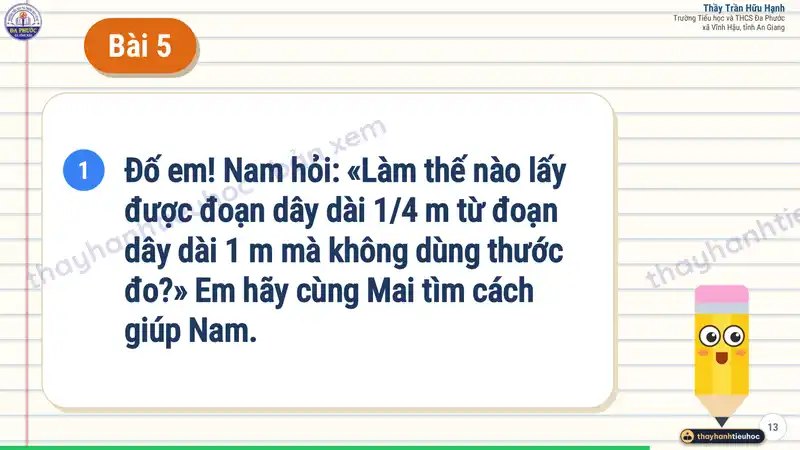 Thầy Trần Hữu Hạnh
Trường Tiểu học và THCS Đa Phước
xã Vĩnh Hậu, tỉnh An Giang
ĐA PHƯỚC
Bài 5
1
Đố em! Nam hỏi: «Làm thế nào lấy
được đoạn dây dài 1/4 m từ đoạn
dây dài 1 m mà không dùng thước
đo?» Em hãy cùng Mai tìm cách
giúp Nam.
thayhanhtieuhoc
13